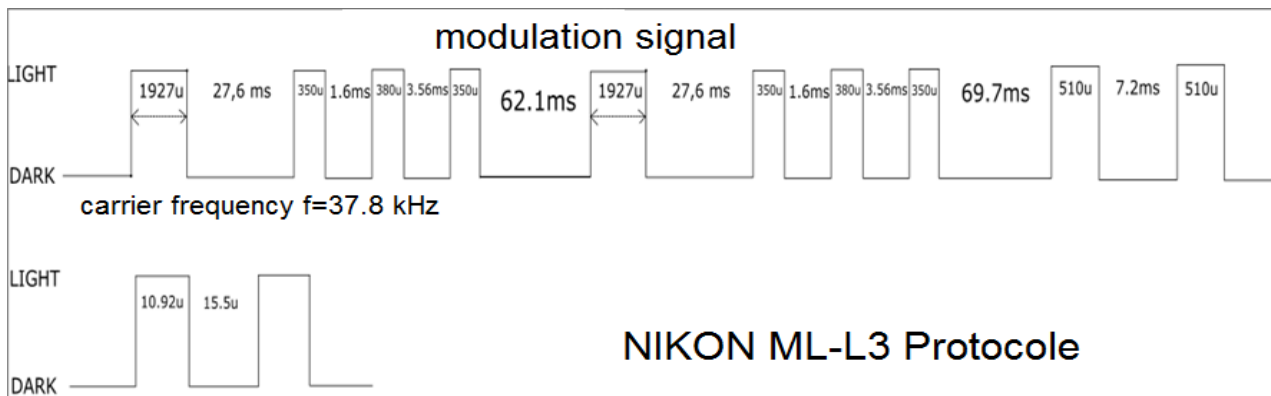 modulation signal
LIGHT
1927u 27,6 ms 350u 1.6ms 380u 3.56ms 350u 62.1ms 1927u 27,6 ms 350u 1.6ms 380u 3.56ms 350u 69.7ms 510u 7.2ms 510u
DARK
carrier frequency f=37.8 kHz
LIGHT
10.92u 15.5u
NIKON ML-L3 Protocole
DARK